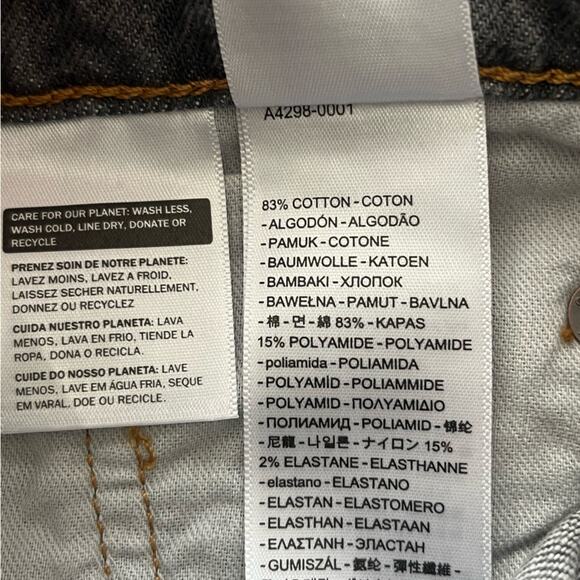 CARE FOR OUR PLANET: WASH LESS,
WASH COLD, LINE DRY, DONATE OR
RECYCLE
PRENEZ SOIN DE NOTRE PLANETE:
LAVEZ MOINS, LAVEZ A FROID,
LAISSEZ SECHER NATURELLEMENT,
DONNEZ OU RECYCLEZ
CUIDA NUESTRO PLANETA: LAVA
MENOS, LAVA EN FRIO, TIENDE LA
ROPA, DONA O RECICLA.
CUIDE DO NOSSO PLANETA: LAVE
MENOS, LAVE EM ÁGUA FRIA, SEQUE
EM VARAL, DOE OU RECICLE.
A4298-0001
83% COTTON - COTON
- ALGODÓN - ALGODÃO
- PAMUK - COTONE
- BAUMWOLLE - KATOEN
- BAMBAKI - ХЛОПОК
- BAWEŁNA - PAMUT - BAVLNA
- 棉 - 면 - 綿 83% - KAPAS
15% POLYAMIDE - POLYAMIDE
- poliamida - POLIAMIDA
- POLYAMÍD - POLIAMMIDE
- POLYAMID - ΠΟΛΥΑΜΙΔΙΟ
- ПОЛИАМИД - POLIAMID - 锦纶
- 尼龍 - 나일론 - ナイロン 15%
2% ELASTANE - ELASTHANNE
- elastano - ELASTANO
- ELASTAN - ELASTOMERO
- ELASTHAN - ELASTAAN
- ΕΛΑΣΤΑΝΗ - ЭЛАСТАН
- GUMISZÁL - 氨纶 - 彈性纖維 -